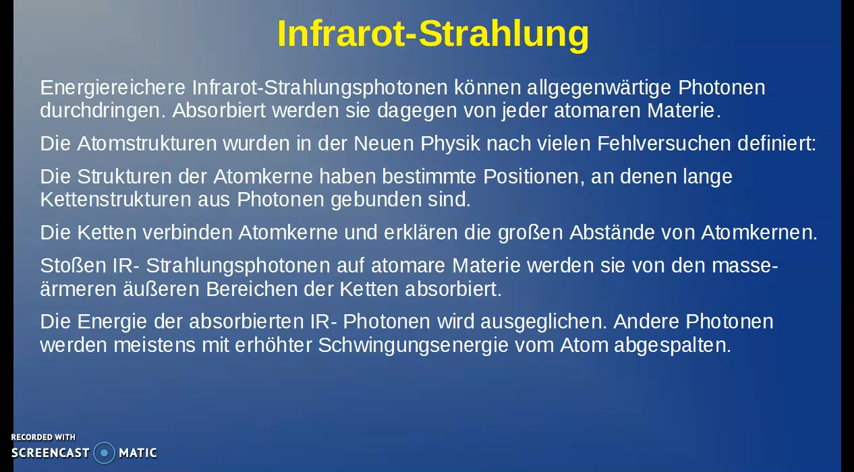 Infrarot-Strahlung
Energiereichere Infrarot-Strahlungsphotonen können allgegenwärtige Photonen
durchdringen. Absorbiert werden sie dagegen von jeder atomaren Materie.
Die Atomstrukturen wurden in der Neuen Physik nach vielen Fehlversuchen definiert:
Die Strukturen der Atomkerne haben bestimmte Positionen, an denen lange
Kettenstrukturen aus Photonen gebunden sind.
Die Ketten verbinden Atomkerne und erklären die großen Abstände von Atomkernen.
Stoßen IR- Strahlungsphotonen auf atomare Materie werden sie von den masse-
ärmeren äußeren Bereichen der Ketten absorbiert.
Die Energie der absorbierten IR- Photonen wird ausgeglichen. Andere Photonen
werden meistens mit erhöhter Schwingungsenergie vom Atom abgespalten.
RECORDED WITH
SCREENCAST MATIC